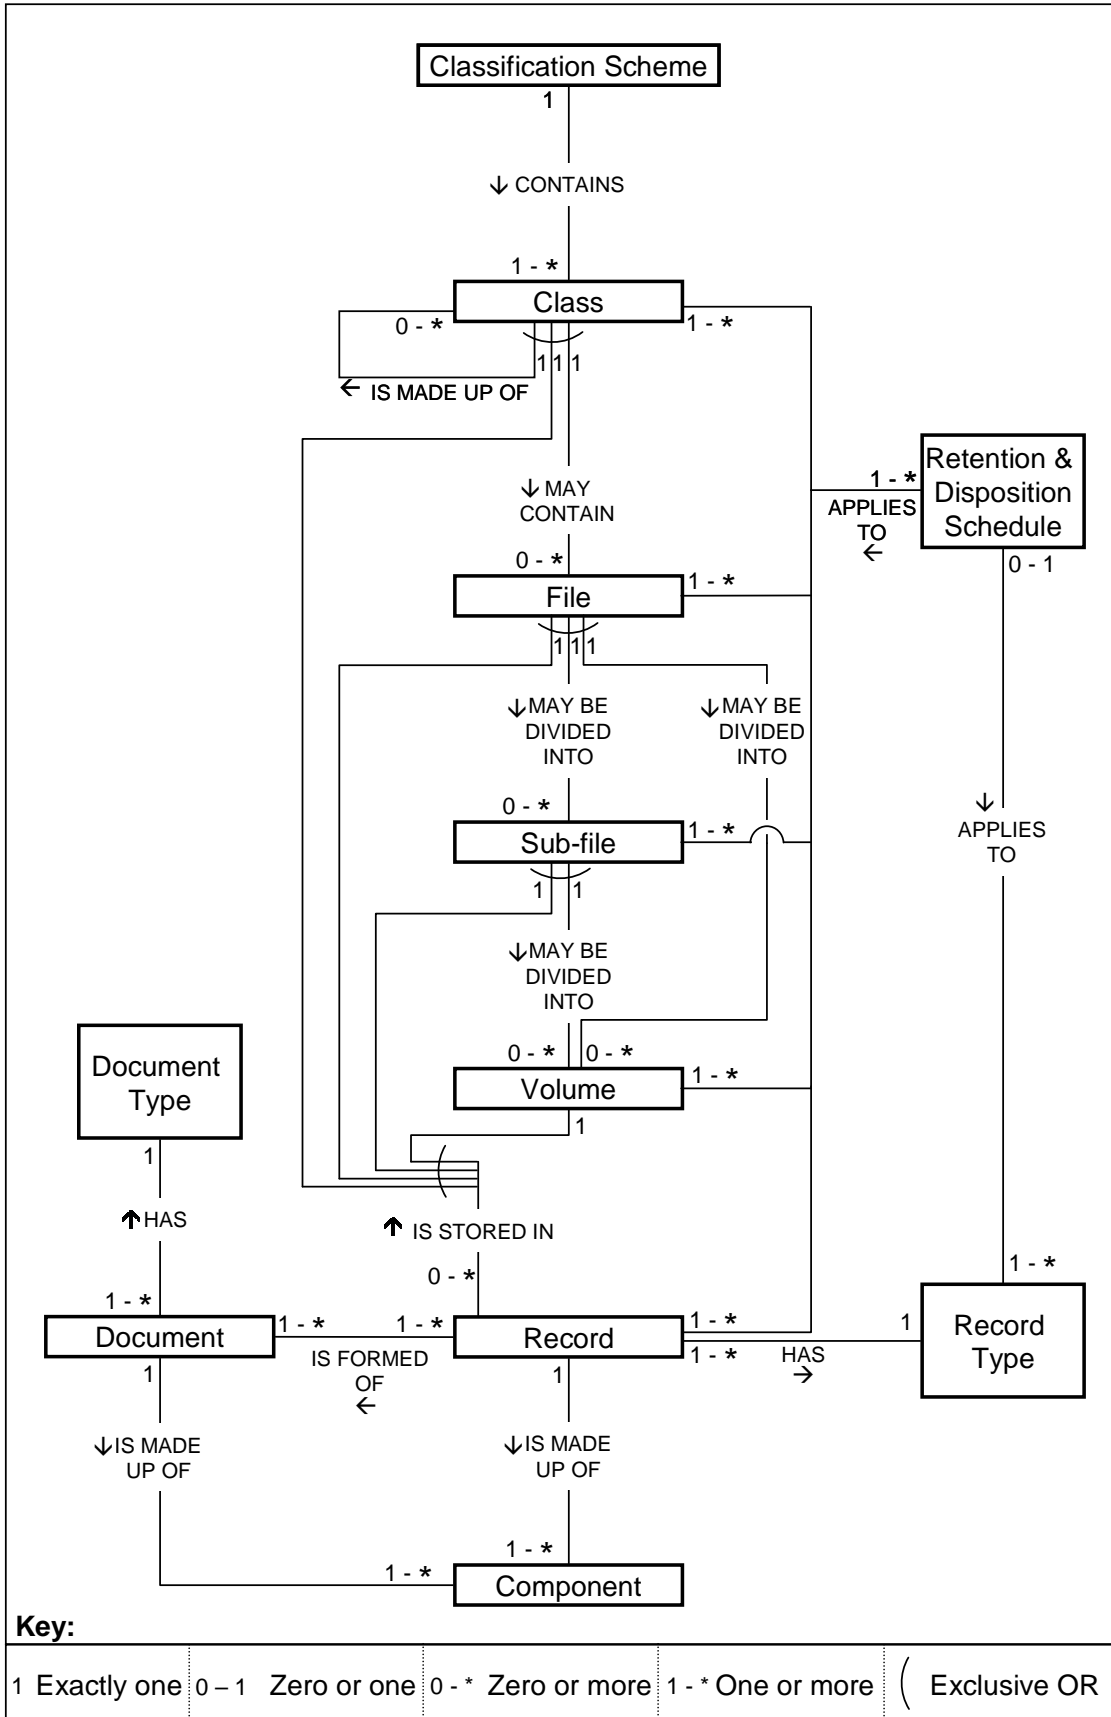 Classification Scheme
1
↓ CONTAINS
1 - *
Class
0 - *
1 - *
1 1 1
← IS MADE UP OF
↓ MAY
CONTAIN
Retention &
Disposition
Schedule
1 - *
APPLIES
TO
←
0 - 1
0 - *
File
1 - *
1 1 1
↓ MAY BE
DIVIDED
INTO
↓ MAY BE
DIVIDED
INTO
0 - *
Sub-file
1 - *
↓
APPLIES
TO
1 1
↓ MAY BE
DIVIDED
INTO
0 - * 0 - *
Volume
1 - *
1
Document
Type
1
↑ HAS
↑ IS STORED IN
0 - *
1 - *
1 - *
Document
1 - *
IS FORMED
OF
←
1 - *
Record
1 - *
1 - *
HAS
→
1
Record
Type
1
1
↓ IS MADE
UP OF
↓ IS MADE
UP OF
1 - *
1 - *
Component
Key:
1 Exactly one 0 – 1 Zero or one 0 - * Zero or more 1 - * One or more ( Exclusive OR